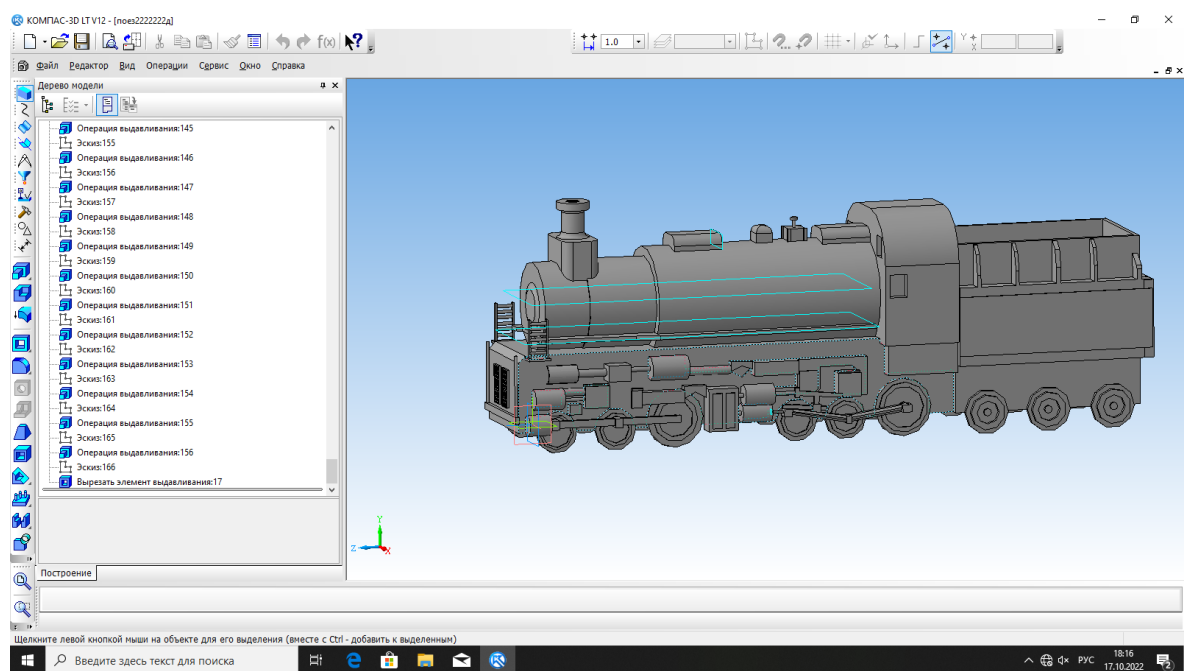 КОМПАС-3D LT V12 - [поез2222222д]
1.0
Файл Редактор Вид Операции Сервис Окно Справка
Дерево модели
Операция выдавливания:145
Эскиз:155
Операция выдавливания:146
Эскиз:156
Операция выдавливания:147
Эскиз:157
Операция выдавливания:148
Эскиз:158
Операция выдавливания:149
Эскиз:159
Операция выдавливания:150
Эскиз:160
Операция выдавливания:151
Эскиз:161
Операция выдавливания:152
Эскиз:162
Операция выдавливания:153
Эскиз:163
Операция выдавливания:154
Эскиз:164
Операция выдавливания:155
Эскиз:165
Операция выдавливания:156
Эскиз:166
Вырезать элемент выдавливания:17
Y
Z
X
Построение
Щелкните левой кнопкой мыши на объекте для его выделения (вместе с Ctrl - добавить к выделенным)
Введите здесь текст для поиска
РУС
18:16
17.10.2022